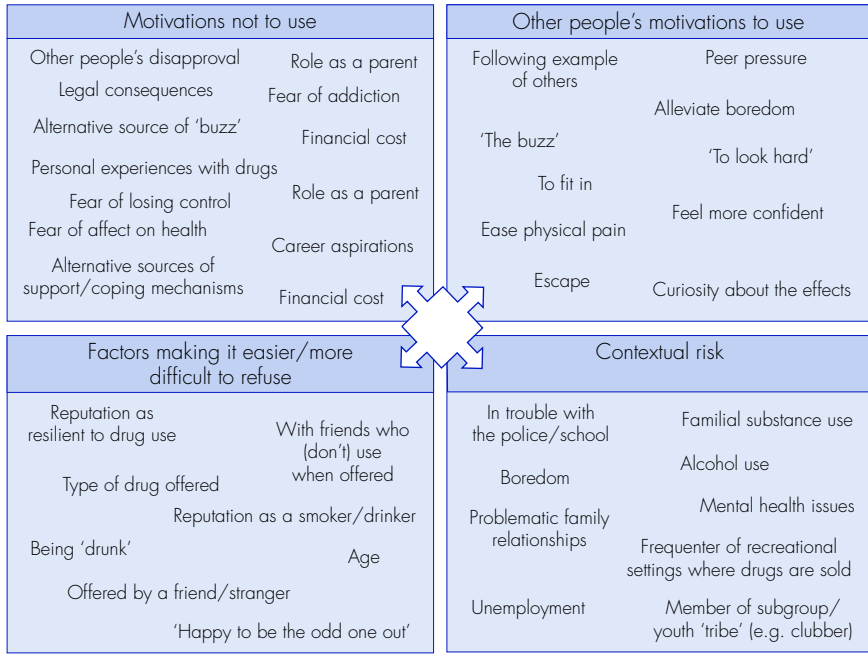 Motivations not to use
Other people's disapproval
Role as a parent
Legal consequences
Fear of addiction
Alternative source of 'buzz'
Financial cost
Personal experiences with drugs
Role as a parent
Fear of losing control
Fear of affect on health
Career aspirations
Alternative sources of
support/coping mechanisms
Financial cost
Other people's motivations to use
Following example
of others
Peer pressure
Alleviate boredom
'The buzz'
'To look hard'
To fit in
Feel more confident
Ease physical pain
Escape
Curiosity about the effects
Factors making it easier/more
difficult to refuse
Reputation as
resilient to drug use
With friends who
(don't) use
when offered
Type of drug offered
Reputation as a smoker/drinker
Being 'drunk'
Age
Offered by a friend/stranger
'Happy to be the odd one out'
Contextual risk
In trouble with
the police/school
Familial substance use
Alcohol use
Boredom
Mental health issues
Problematic family
relationships
Frequenter of recreational
settings where drugs are sold
Unemployment
Member of subgroup/
youth 'tribe' (e.g. clubber)